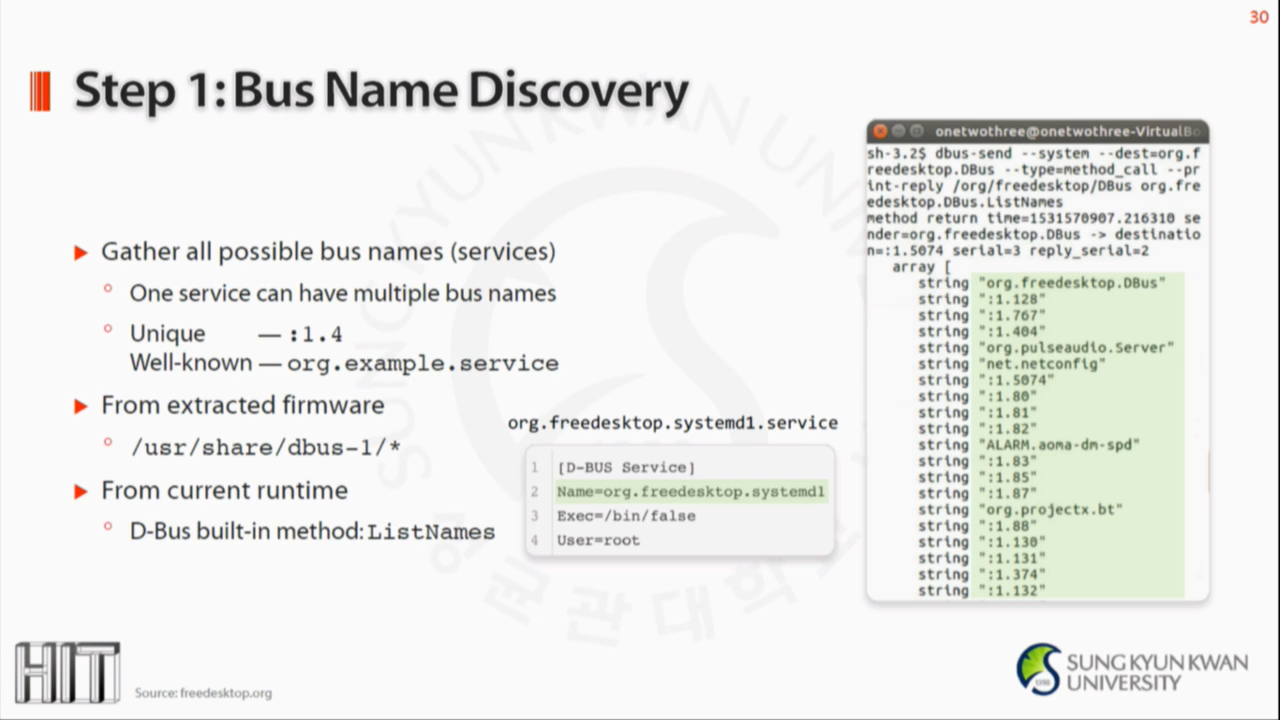 30
Step 1: Bus Name Discovery
▶ Gather all possible bus names (services)
° One service can have multiple bus names
° Unique — :1.4
Well-known — org.example.service
▶ From extracted firmware
° /usr/share/dbus-1/*
▶ From current runtime
° D-Bus built-in method: ListNames
org.freedesktop.systemd1.service
1 [D-BUS Service]
2 Name=org.freedesktop.systemd1
3 Exec=/bin/false
4 User=root
onetwothree@onetwothree-VirtualBo
sh-3.2$ dbus-send --system --dest=org.f
reedesktop.DBus --type=method_call --pr
int-reply /org/freedesktop/DBus org.fre
edesktop.DBus.ListNames
method return time=1531570907.216310 se
nder=org.freedesktop.DBus -> destinatio
n=:1.5074 serial=3 reply_serial=2
array [
string "org.freedesktop.DBus"
string ":1.128"
string ":1.767"
string ":1.404"
string "org.pulseaudio.Server"
string "net.netconfig"
string ":1.5074"
string ":1.80"
string ":1.81"
string ":1.82"
string "ALARM.aoma-dm-spd"
string ":1.83"
string ":1.85"
string ":1.87"
string "org.projectx.bt"
string ":1.88"
string ":1.130"
string ":1.131"
string ":1.374"
string ":1.132"
SUNG KYUN KWAN UNI
관대학
HIT
Source: freedesktop.org
1398
SUNG KYUN KWAN
UNIVERSITY